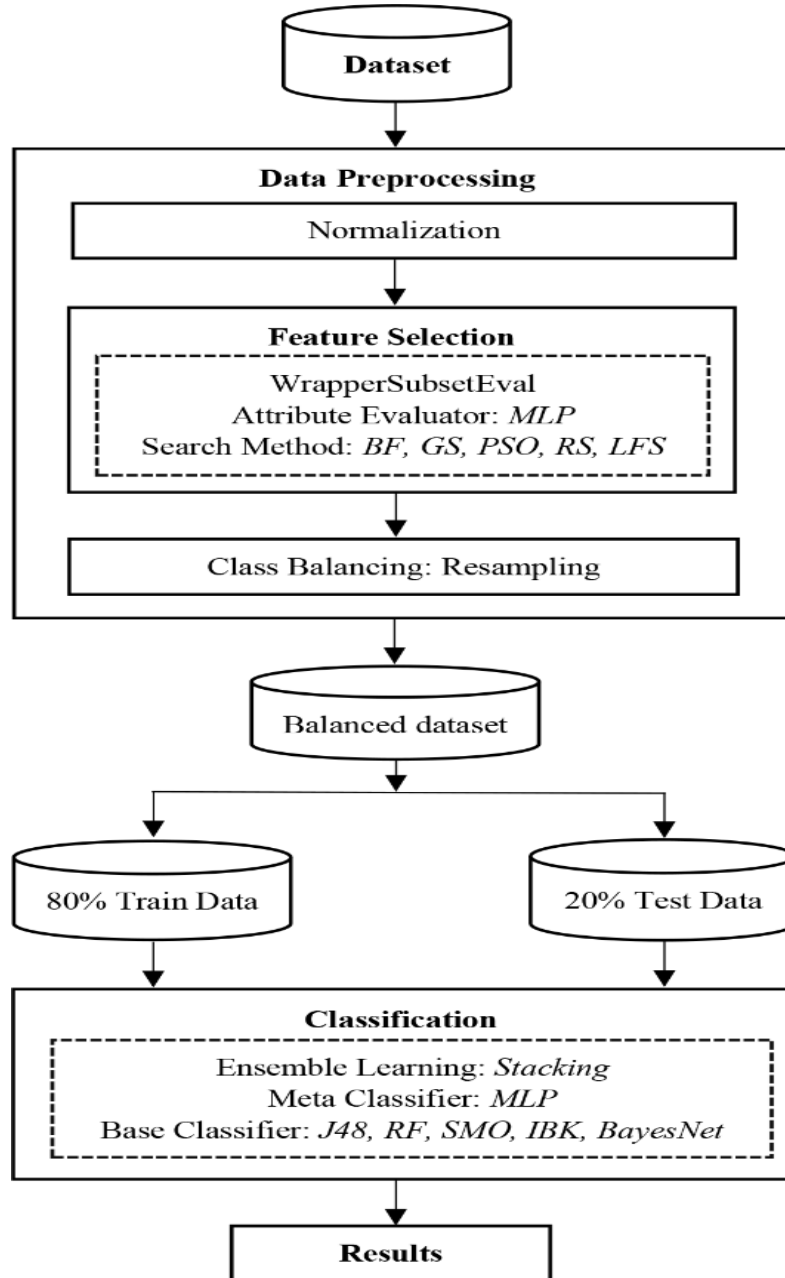 Dataset
Data Preprocessing
Normalization
Feature Selection
WrapperSubsetEval
Attribute Evaluator: MLP
Search Method: BF, GS, PSO, RS, LFS
Class Balancing: Resampling
Balanced dataset
80% Train Data
20% Test Data
Classification
Ensemble Learning: Stacking
Meta Classifier: MLP
Base Classifier: J48, RF, SMO, IBK, BayesNet
Results